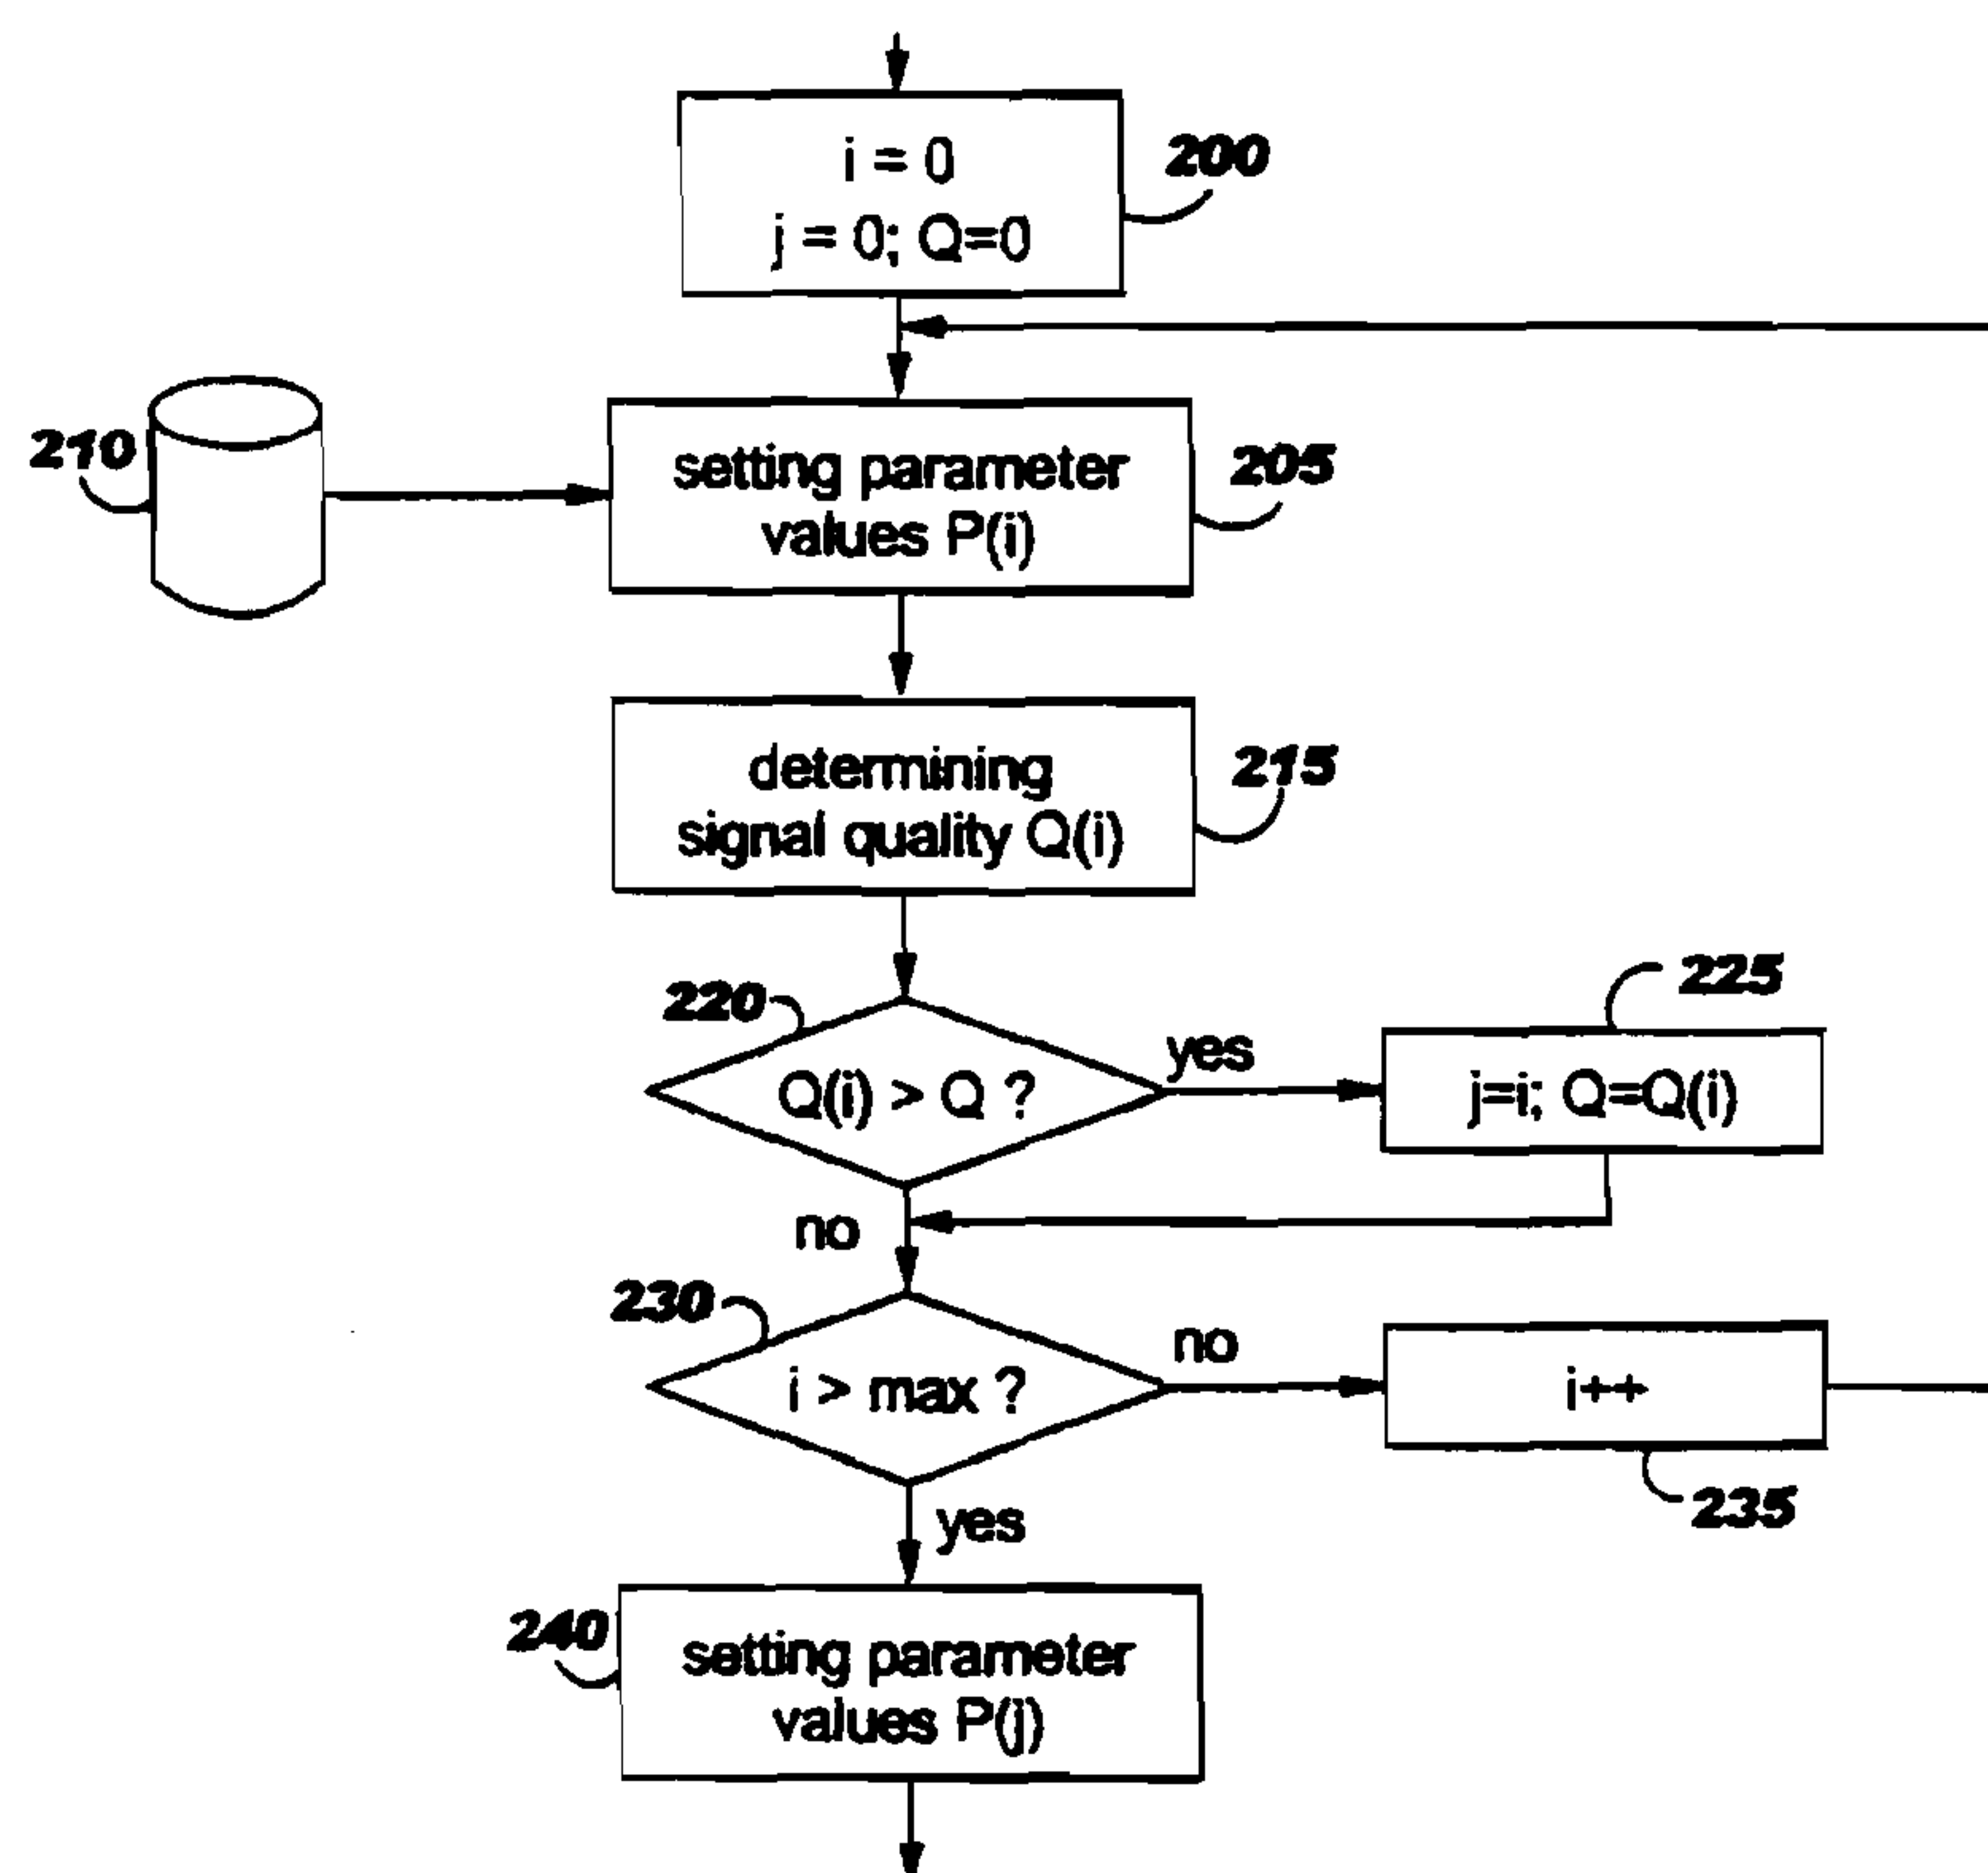 i = 0
j = 0; Q=0
200
210
setting parameter
values P(i)
205
determining
signal quality Q(i)
215
220
Q(i) > Q ?
yes
225
j=i; Q=Q(i)
no
230
i > max ?
no
i++
235
yes
240
setting parameter
values P(j)